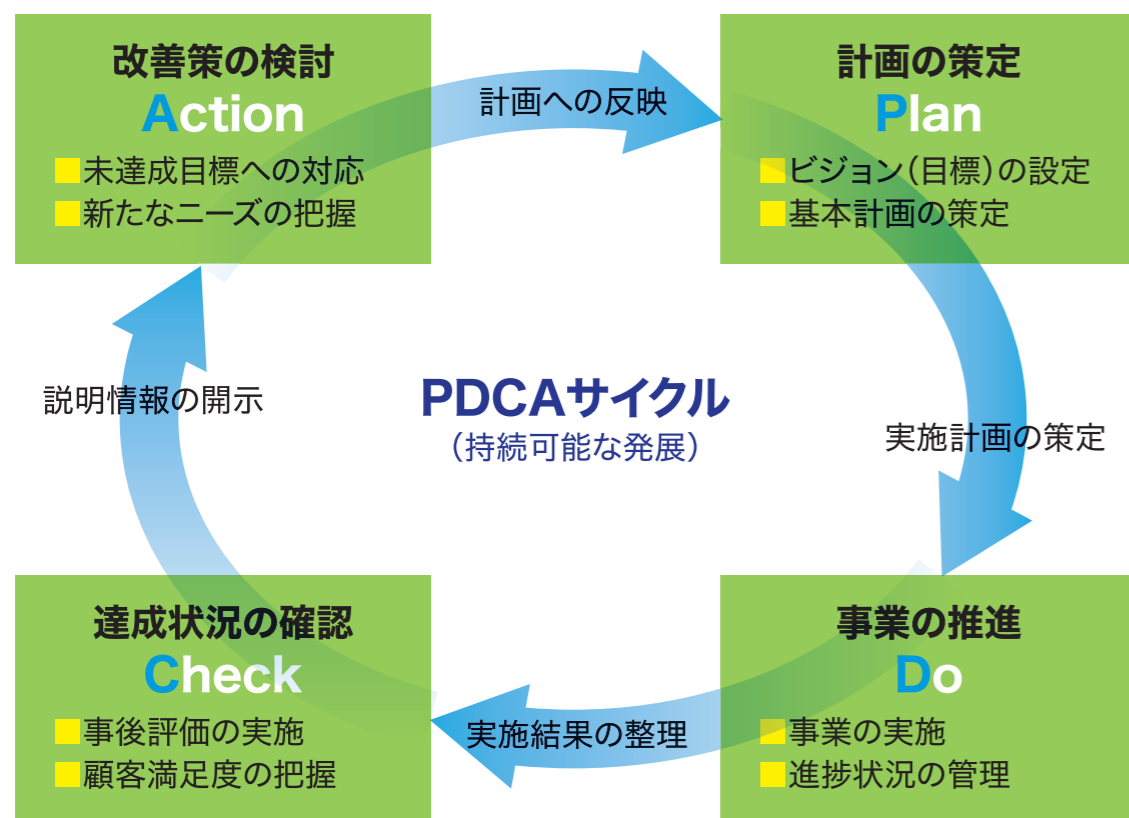 改善策の検討
Action
■未達成目標への対応
■新たなニーズの把握
計画への反映
計画の策定
Plan
■ビジョン（目標）の設定
■基本計画の策定
説明情報の開示
PDCAサイクル
（持続可能な発展）
実施計画の策定
達成状況の確認
Check
■事後評価の実施
■顧客満足度の把握
実施結果の整理
事業の推進
Do
■事業の実施
■進捗状況の管理